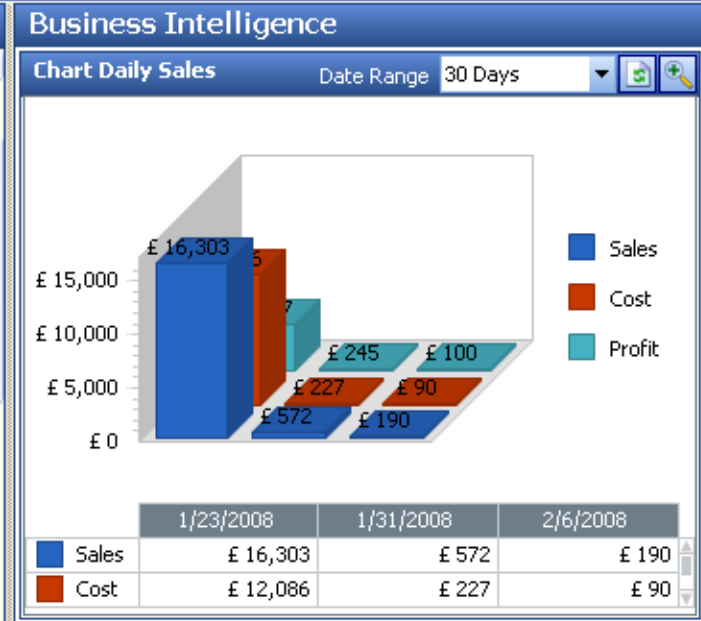 Business Intelligence
Chart Daily Sales Date Range 30 Days
£ 16,303
£ 15,000
£ 10,000
£ 5,000
£ 0
£ 245 £ 100
£ 227 £ 90
£ 572 £ 190
Sales
Cost
Profit
1/23/2008 1/31/2008 2/6/2008
Sales £ 16,303 £ 572 £ 190
Cost £ 12,086 £ 227 £ 90